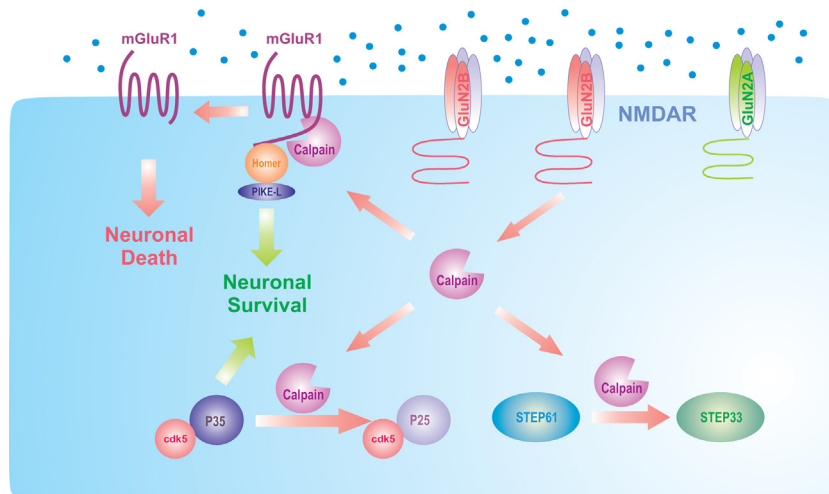 mGluR1
mGluR1
GluN2B
GluN2B
GluN2A
NMDAR
Calpain
Homer
PIKE-L
Neuronal
Death
Neuronal
Survival
Calpain
Calpain
Calpain
P35
cdk5
P25
cdk5
STEP61
STEP33